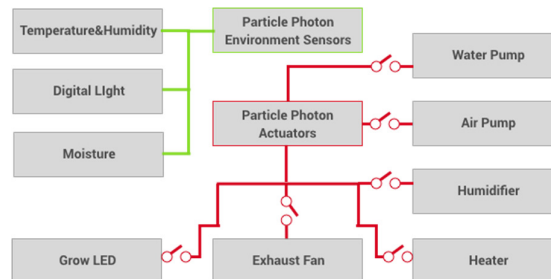 Temperature&Humidity
Particle Photon
Environment Sensors
Water Pump
Digital LIght
Particle Photon
Actuators
Air Pump
Moisture
Humidifier
Grow LED
Exhaust Fan
Heater